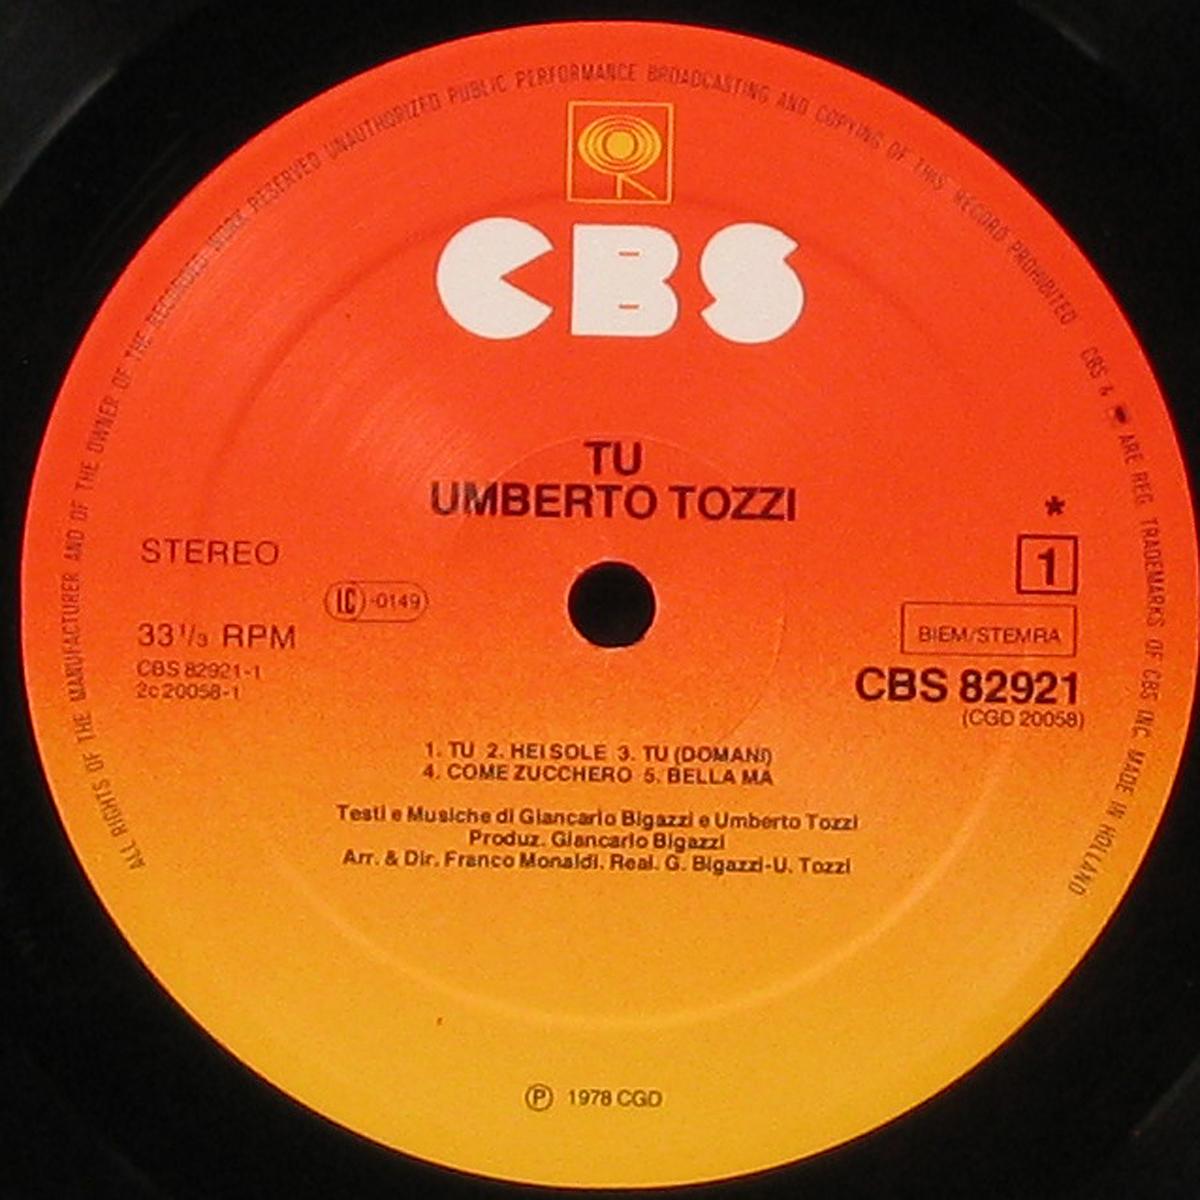 ALL RIGHTS OF THE MANUFACTURER AND OF THE OWNER OF THE RECORDED WORK RESERVED UNAUTHORIZED PUBLIC PERFORMANCE BROADCASTING AND COPYING OF THIS RECORD PROHIBITED CBS & ARE REG. TRADEMARKS OF CBS INC. MADE IN HOLLAND
CBS
TU
UMBERTO TOZZI
*
STEREO
1
LC-0149
BIEM/STEMRA
33 1/3 RPM
CBS 82921-1
2c 20058-1
CBS 82921
(CGD 20058)
1. TU 2. HEI SOLE 3. TU (DOMANI)
4. COME ZUCCHERO 5. BELLA MA
Testi e Musiche di Giancarlo Bigazzi e Umberto Tozzi
Produz. Giancarlo Bigazzi
Arr. & Dir. Franco Monaldi. Real. G. Bigazzi-U. Tozzi
℗ 1978 CGD